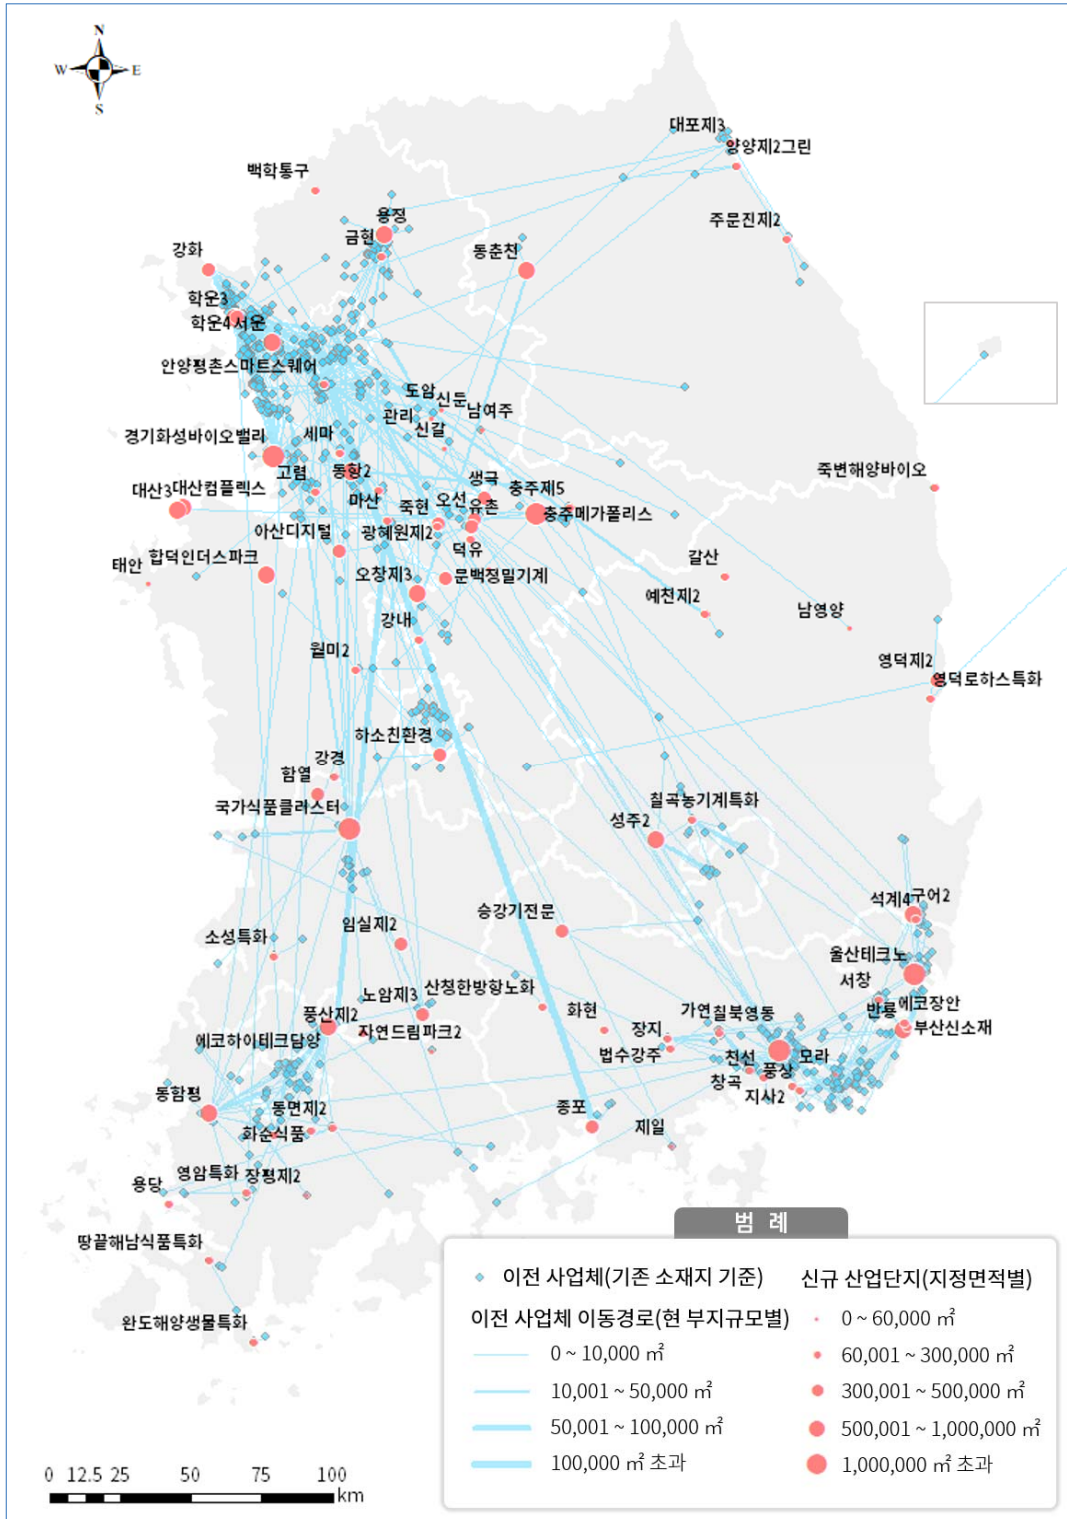 N
W E
S
대포제3
양양제2그린
백학통구
주문진제2
용정
금현
동춘천
강화
학운3
학운4 서운
안양평촌스마트스퀘어
도암
신둔
관리
남여주
신갈
경기화성바이오밸리
세마
고렴
동항2
죽변해양바이오
생극
대산3 대산컴플렉스
마산
죽현
오선
유촌
충주제5
충주메가폴리스
아산디지털
광혜원제2
덕유
합덕인더스파크
태안
오창제3
문백정밀기계
갈산
예천제2
남영양
강내
월미2
영덕제2
영덕로하스특화
하소친환경
강경
함열
국가식품클러스터
칠곡농기계특화
성주2
석계4 구어2
승강기전문
임실제2
소성특화
울산테크노
서창
노암제3
산청한방항노화
화현
가연 칠북영동
반룡
에코장안
풍산제2
자연드림파크2
장지
부산신소재
에코하이테크담양
법수강주
천선
모라
풍상
창곡
지사2
동함평
동면제2
종포
화순식품
제일
영암특화
장평제2
용당
땅끝해남식품특화
완도해양생물특화
범 례
이전 사업체(기존 소재지 기준)
신규 산업단지(지정면적별)
이전 사업체 이동경로(현 부지규모별)
0 ~ 60,000 ㎡
0 ~ 10,000 ㎡
60,001 ~ 300,000 ㎡
10,001 ~ 50,000 ㎡
300,001 ~ 500,000 ㎡
50,001 ~ 100,000 ㎡
500,001 ~ 1,000,000 ㎡
100,000 ㎡ 초과
1,000,000 ㎡ 초과
0 12.5 25 50 75 100
km